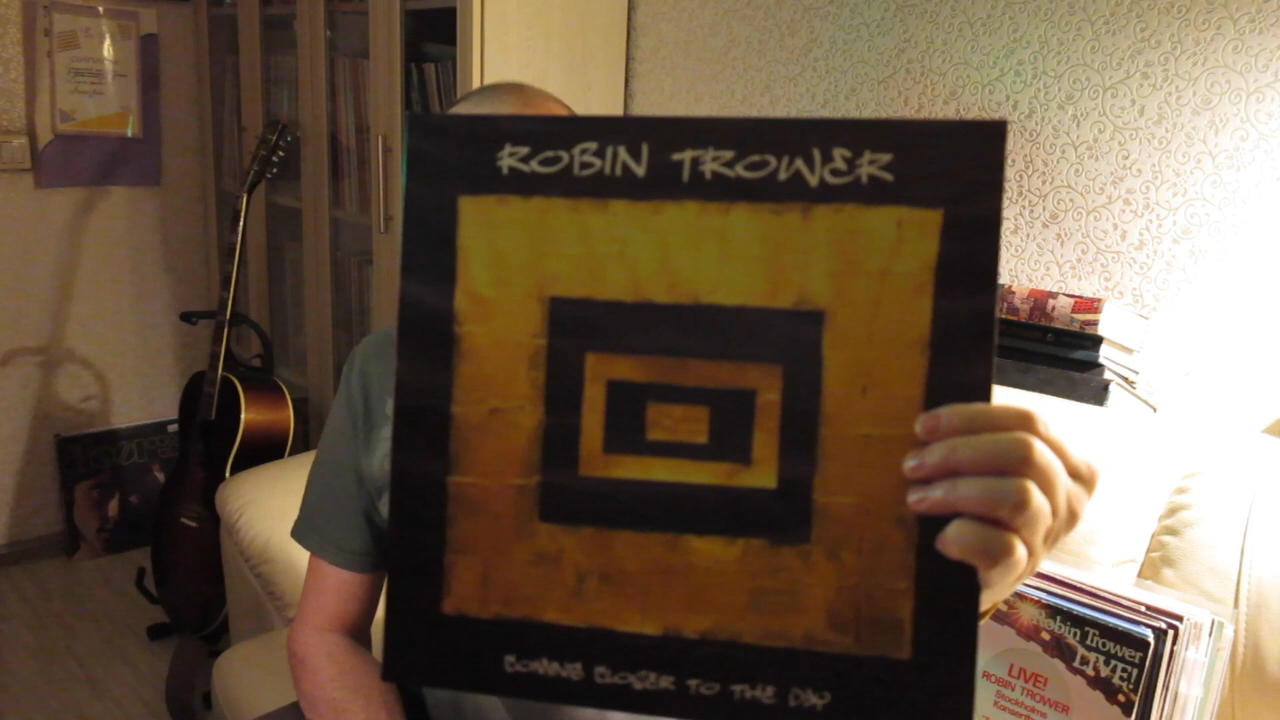 ROBIN TROWER
COMING CLOSER TO THE DAY
Robin Trower
LIVE!
LIVE!
ROBIN TROWER
Stockholms